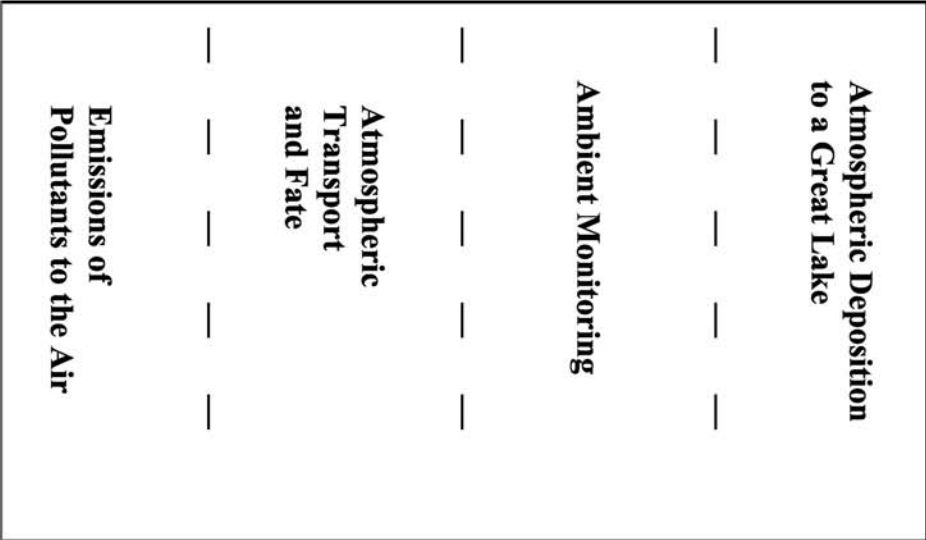 Atmospheric Deposition
to a Great Lake
Ambient Monitoring
Atmospheric
Transport
and Fate
Emissions of
Pollutants to the Air